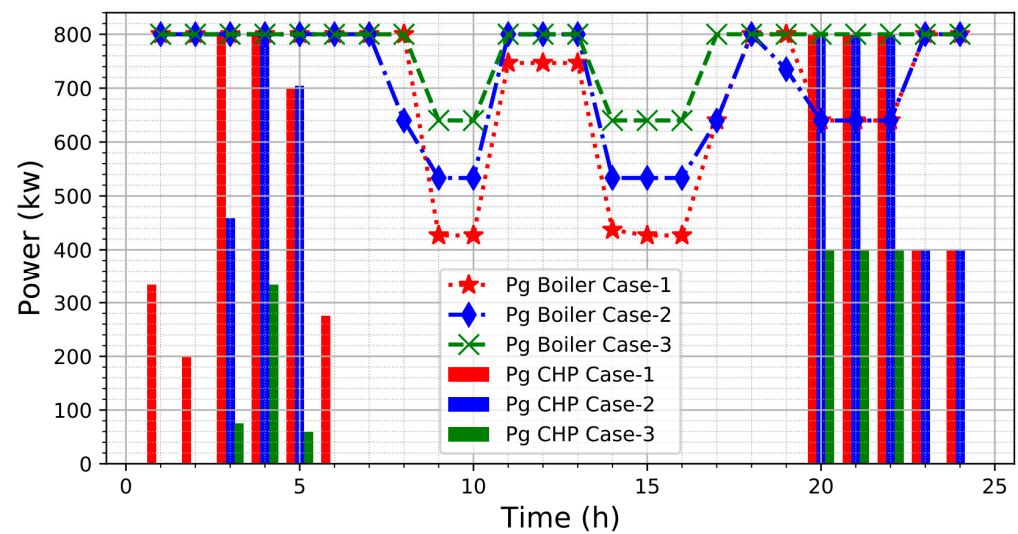 800
700
600
500
400
300
200
100
0
Power (kw)
Pg Boiler Case-1
Pg Boiler Case-2
Pg Boiler Case-3
Pg CHP Case-1
Pg CHP Case-2
Pg CHP Case-3
0 5 10 15 20 25
Time (h)